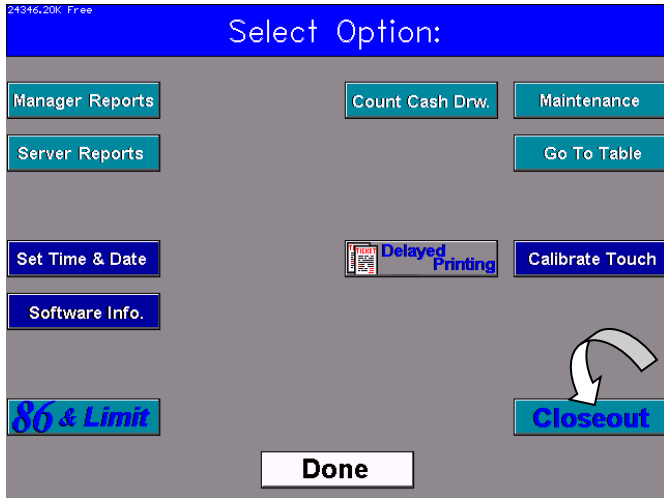 24346.20K Free
Select Option:
Manager Reports
Count Cash Drw.
Maintenance
Server Reports
Go To Table
Set Time & Date
TICKET
Delayed
Printing
Calibrate Touch
Software Info.
86 & Limit
Closeout
Done